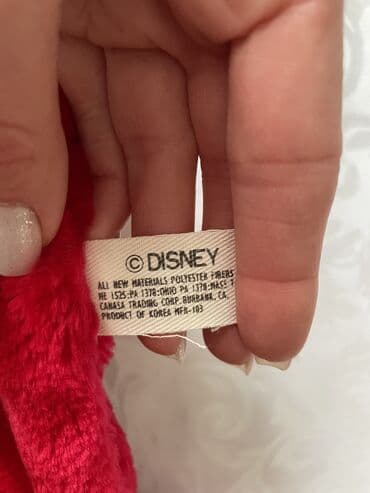 © DISNEY
ALL NEW MATERIALS POLYESTER FIBERS
ME 1525:PA 1378:OHIO PA 1378:MASS T
CANASA TRADING CORP. BURBANK, CA.
PRODUCT OF KOREA MFR-103